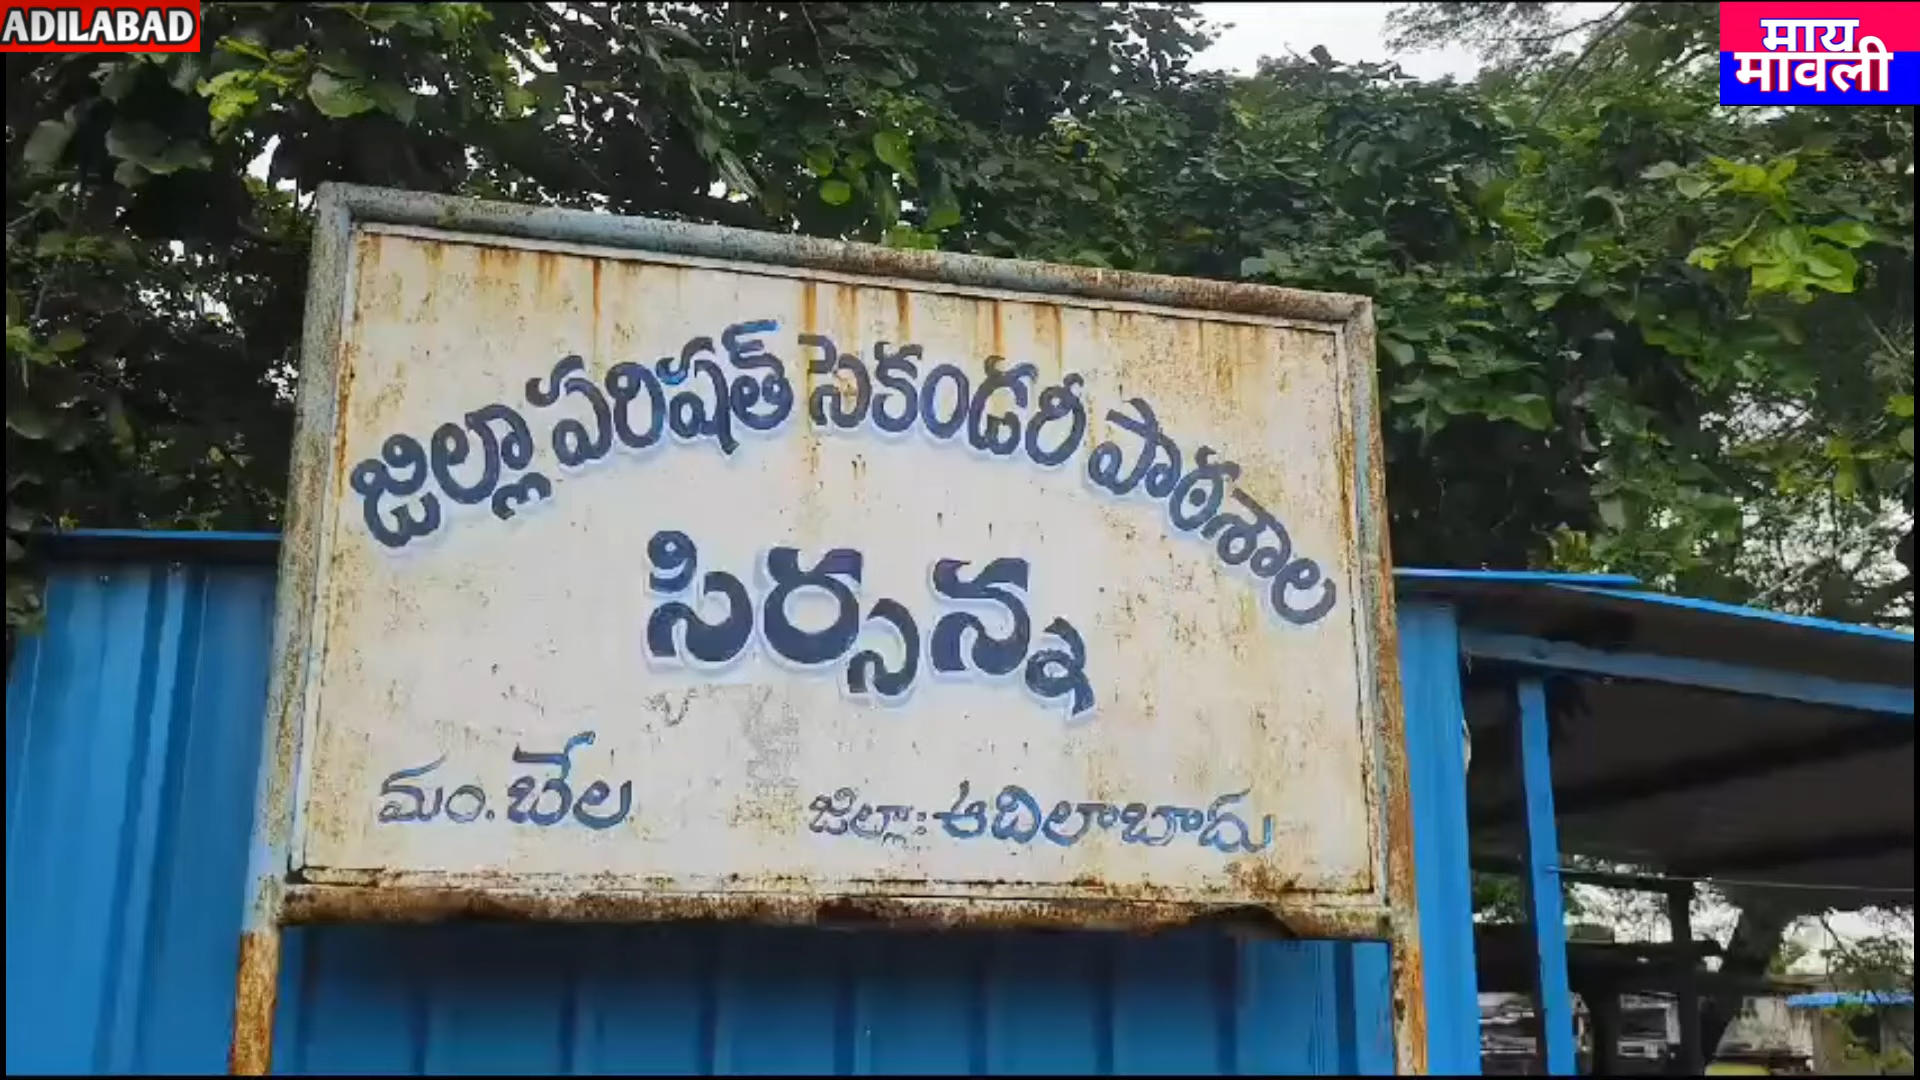 ADILABAD
माय
मावली
జిల్లా పరిషత్ సెకండరీ పాఠశాల
సిర్సన్న
మం. బేల
జిల్లా: ఆదిలాబాదు